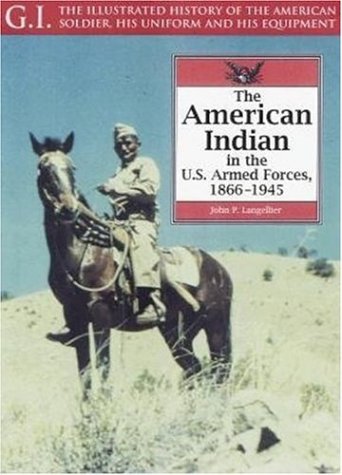 G.I. THE ILLUSTRATED HISTORY OF THE AMERICAN
SOLDIER, HIS UNIFORM AND HIS EQUIPMENT
The
American
Indian
in the
U.S. Armed Forces,
1866-1945
John P. Langellier